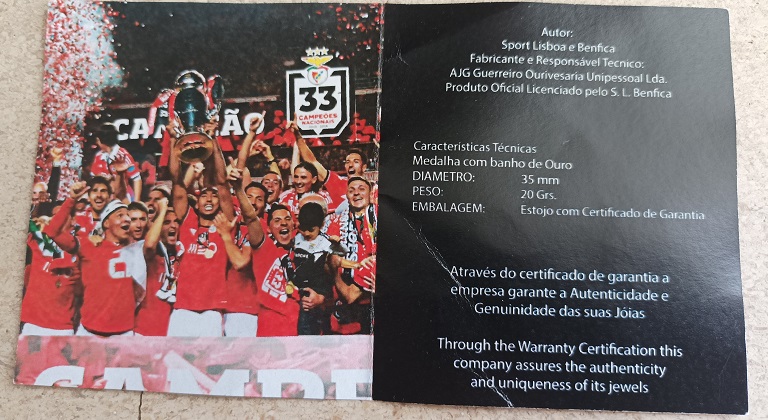 CAMPEÃO
33
CAMPEÕES
NACIONAIS
MEO
CAMPE
Autor:
Sport Lisboa e Benfica
Fabricante e Responsável Tecnico:
AJG Guerreiro Ourivesaria Unipessoal Lda.
Produto Oficial Licenciado pelo S. L. Benfica
Caracteristicas Técnicas
Medalha com banho de Ouro
DIAMETRO: 35 mm
PESO: 20 Grs.
EMBALAGEM: Estojo com Certificado de Garantia
Através do certificado de garantia a
empresa garante a Autenticidade e
Genuinidade das suas Jóias
Through the Warranty Certification this
company assures the authenticity
and uniqueness of its jewels